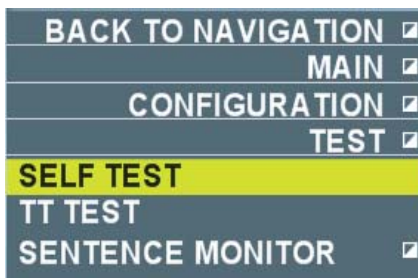 BACK TO NAVIGATION
MAIN
CONFIGURATION
TEST
SELF TEST
TT TEST
SENTENCE MONITOR